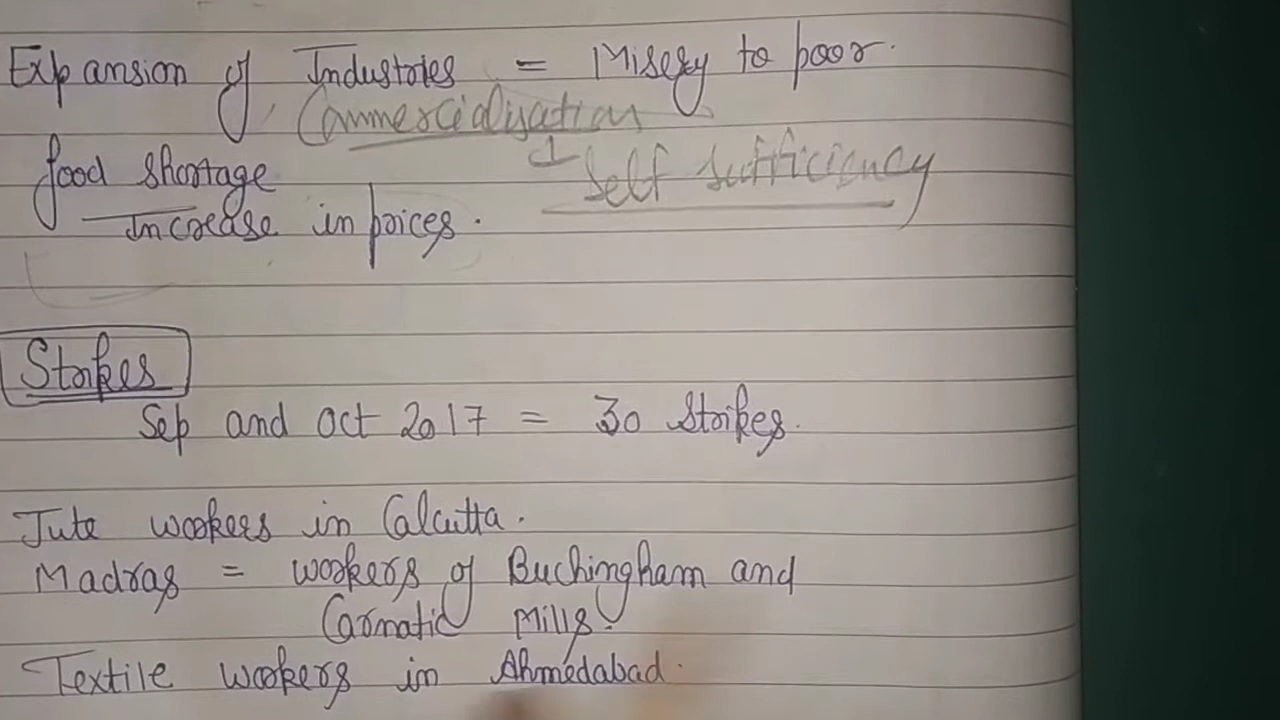 Expansion of Industries = Misery to poor.
Commercialization
food shortage
⊥ Self sufficiency
Increase in prices.
Strikes
Sep and Oct 2017 = 30 Strikes.
Jute workers in Calcutta.
Madras = workers of Buchingham and
Carnatic Mills.
Textile workers in Ahmedabad.